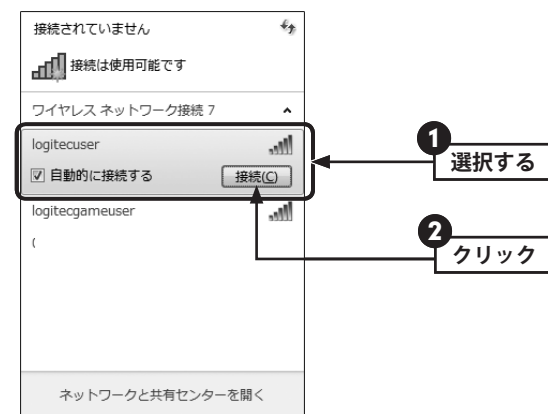 接続されていません
接続は使用可能です
ワイヤレス ネットワーク接続 7
logitecuser
自動的に接続する
接続(C)
logitecgameuser
(
ネットワークと共有センターを開く
1
選択する
2
クリック